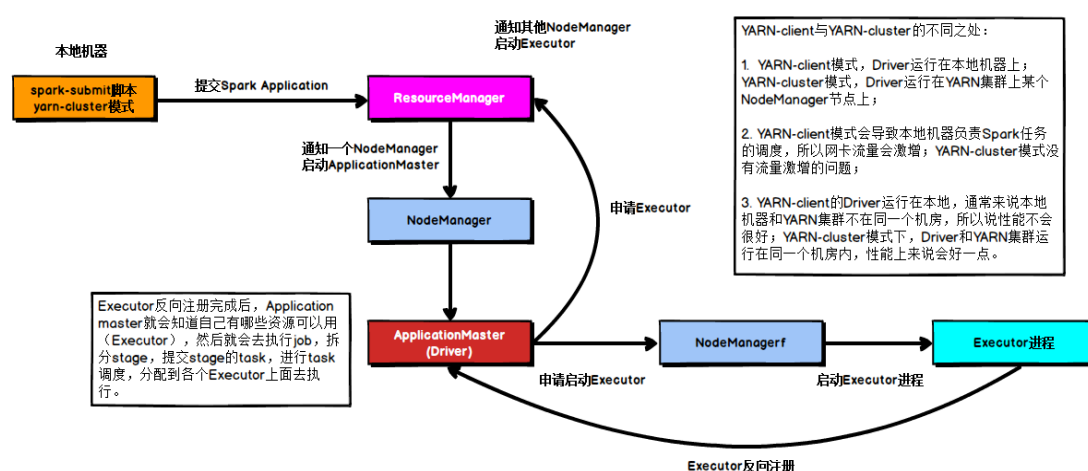 本地机器
spark-submit脚本
yarn-cluster模式
提交Spark Application
通知其他NodeManager
启动Executor
ResourceManager
通知一个NodeManager
启动ApplicationMaster
NodeManager
申请Executor
YARN-client与YARN-cluster的不同之处：
1. YARN-client模式，Driver运行在本地机器上；
YARN-cluster模式，Driver运行在YARN集群上某个
NodeManager节点上；
2. YARN-client模式会导致本地机器负责Spark任务
的调度，所以网卡流量会激增；YARN-cluster模式没
有流量激增的问题；
3. YARN-client的Driver运行在本地，通常来说本地
机器和YARN集群不在同一个机房，所以说性能不会
很好；YARN-cluster模式下，Driver和YARN集群运
行在同一个机房内，性能上来说会好一点。
Executor反向注册完成后，Application
master就会知道自己有哪些资源可以用
（Executor），然后就会去执行job，拆
分stage，提交stage的task，进行task
调度，分配到各个Executor上面去执
行。
ApplicationMaster
(Driver)
申请启动Executor
NodeManagerf
启动Executor进程
Executor进程
Executor反向注册